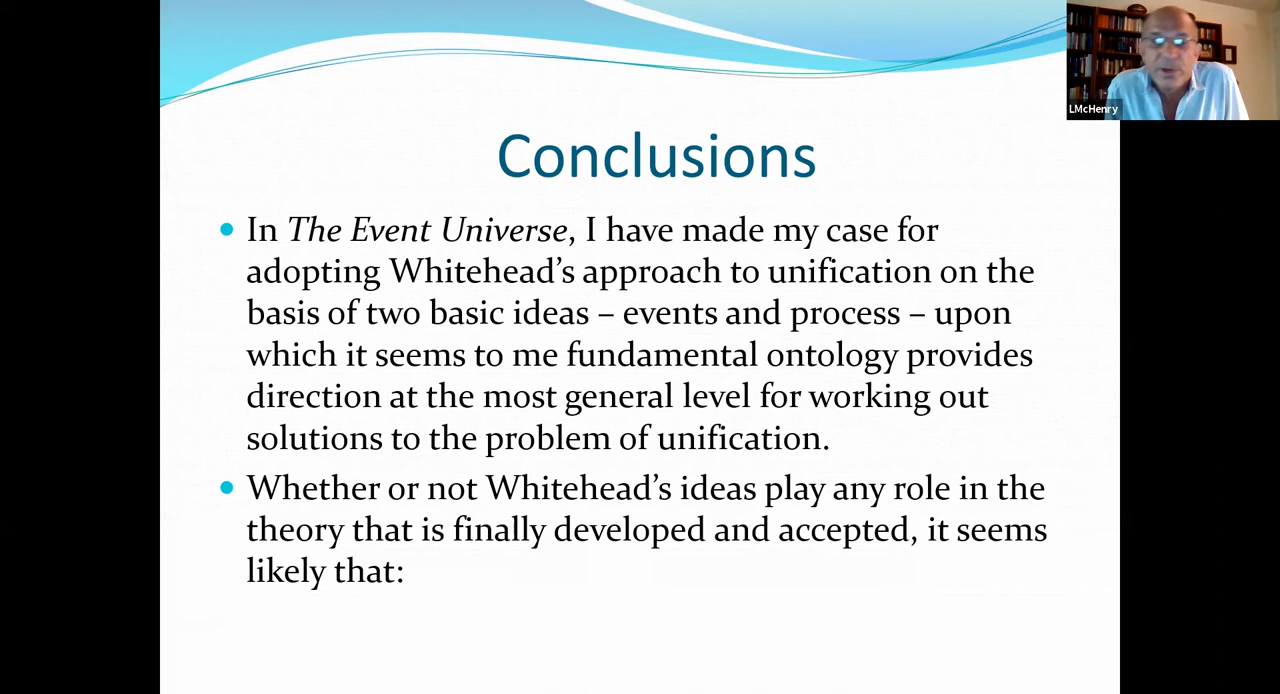 LMcHenry
Conclusions
• In The Event Universe, I have made my case for
adopting Whitehead’s approach to unification on the
basis of two basic ideas – events and process – upon
which it seems to me fundamental ontology provides
direction at the most general level for working out
solutions to the problem of unification.
• Whether or not Whitehead’s ideas play any role in the
theory that is finally developed and accepted, it seems
likely that: